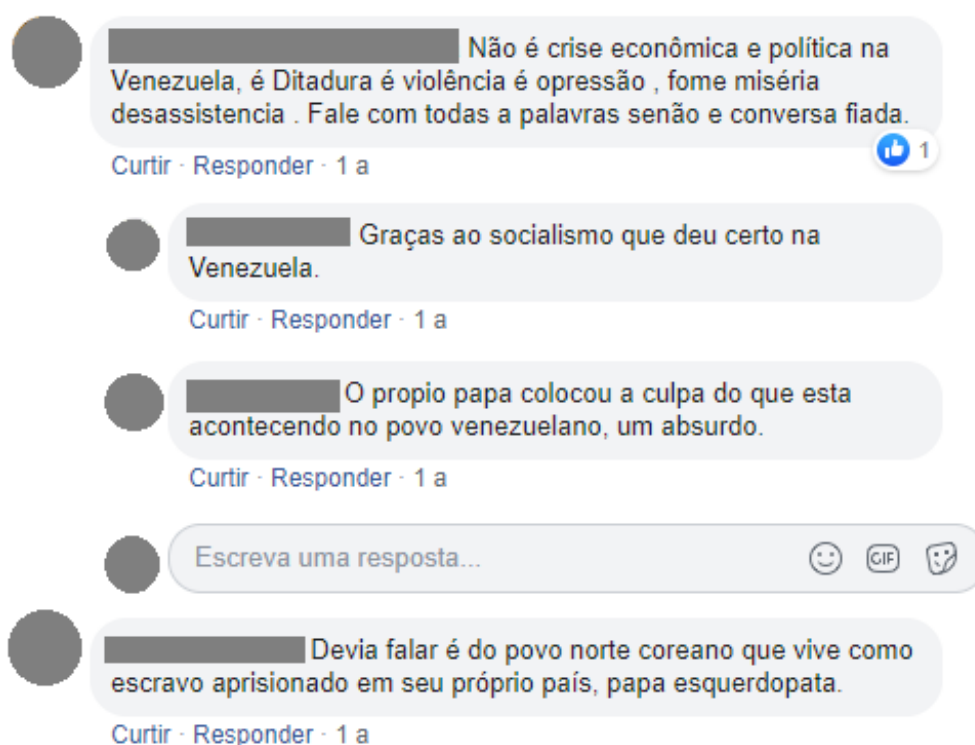 Não é crise econômica e política na
Venezuela, é Ditadura é violência é opressão , fome miséria
desassistencia . Fale com todas a palavras senão e conversa fiada.
1
Curtir · Responder · 1 a
Graças ao socialismo que deu certo na
Venezuela.
Curtir · Responder · 1 a
O propio papa colocou a culpa do que esta
acontecendo no povo venezuelano, um absurdo.
Curtir · Responder · 1 a
Escreva uma resposta...
GIF
Devia falar é do povo norte coreano que vive como
escravo aprisionado em seu próprio país, papa esquerdopata.
Curtir · Responder · 1 a